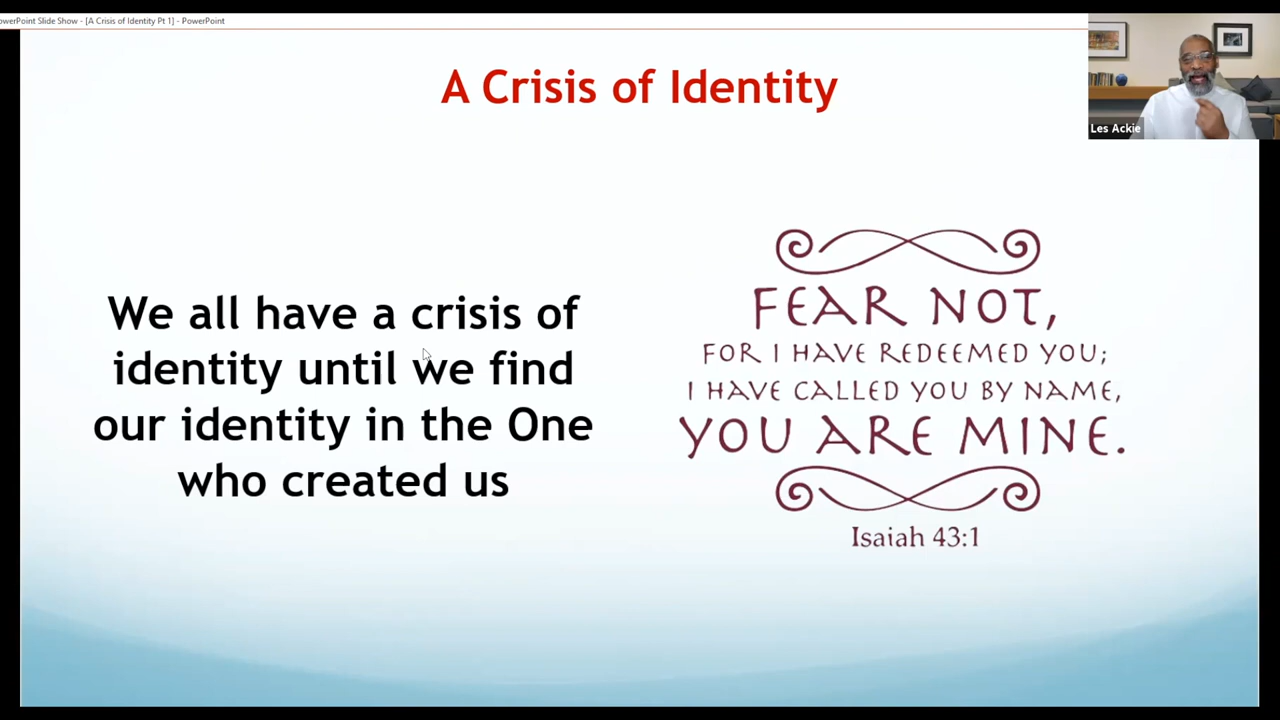 owerPoint Slide Show - [A Crisis of Identity Pt 1] - PowerPoint
A Crisis of Identity
Les Ackie
We all have a crisis of
identity until we find
our identity in the One
who created us
FEAR NOT,
FOR I HAVE REDEEMED YOU;
I HAVE CALLED YOU BY NAME,
YOU ARE MINE.
Isaiah 43:1